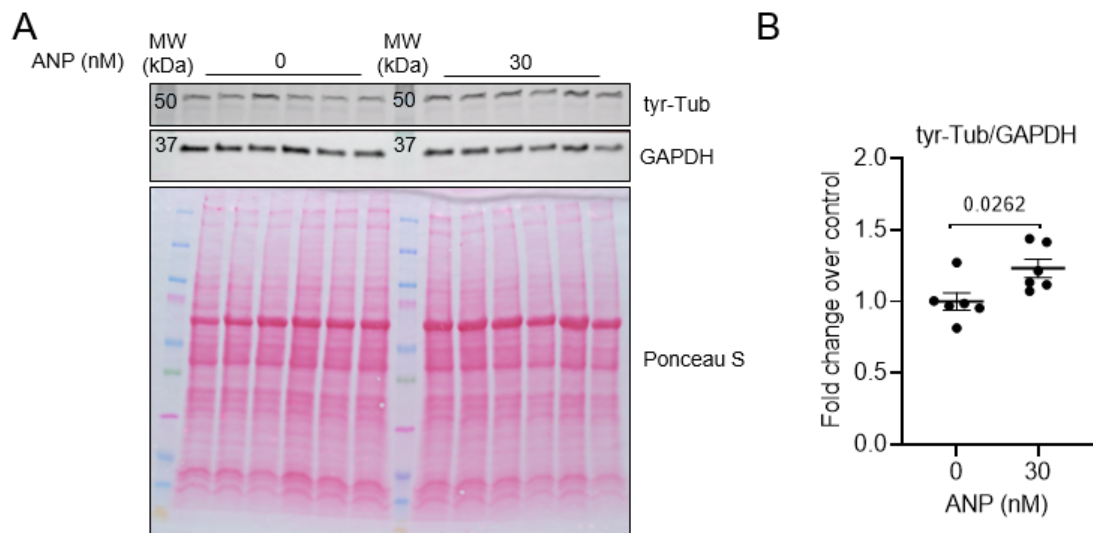 A
ANP (nM)
MW
(kDa)
0
MW
(kDa)
30
50
50
tyr-Tub
37
37
GAPDH
Ponceau S
B
tyr-Tub/GAPDH
Fold change over control
2.0
1.5
1.0
0.5
0.0
0.0262
0
30
ANP (nM)